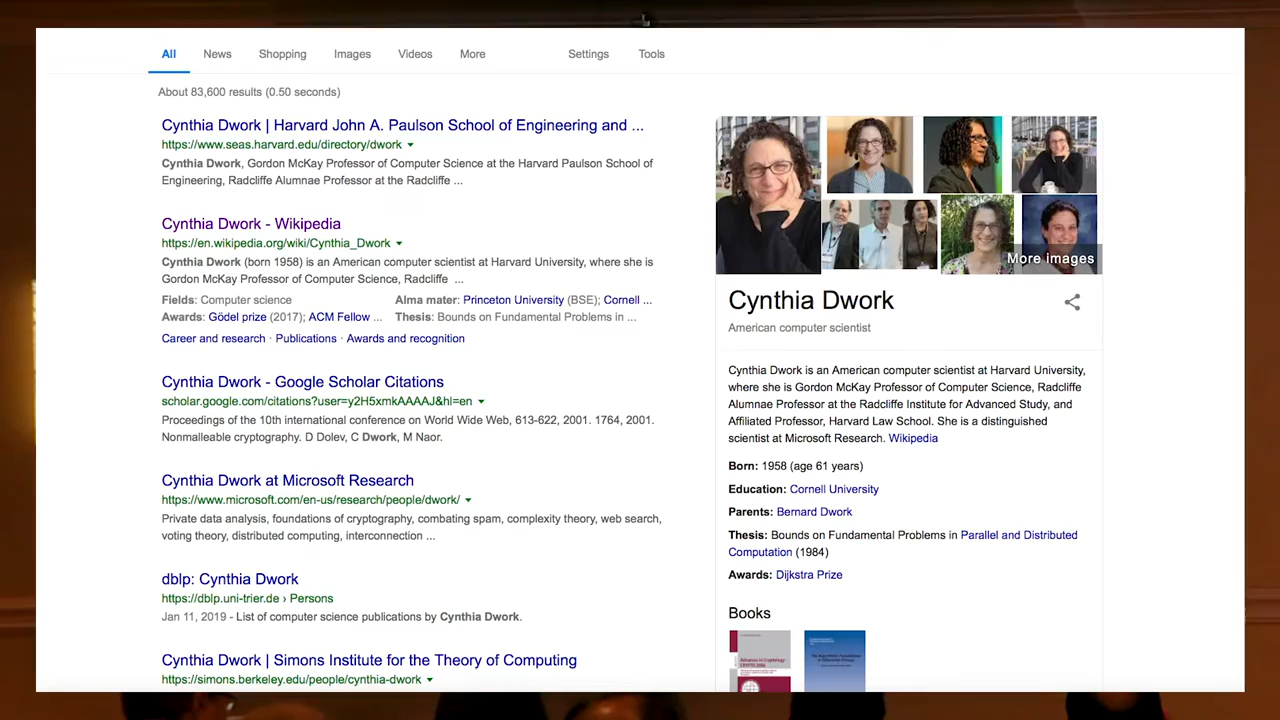 All News Shopping Images Videos More Settings Tools
About 83,600 results (0.50 seconds)
Cynthia Dwork | Harvard John A. Paulson School of Engineering and ...
https://www.seas.harvard.edu/directory/dwork
Cynthia Dwork, Gordon McKay Professor of Computer Science at the Harvard Paulson School of
Engineering, Radcliffe Alumnae Professor at the Radcliffe ...
Cynthia Dwork - Wikipedia
https://en.wikipedia.org/wiki/Cynthia_Dwork
Cynthia Dwork (born 1958) is an American computer scientist at Harvard University, where she is
Gordon McKay Professor of Computer Science, Radcliffe ...
Fields: Computer science Alma mater: Princeton University (BSE); Cornell ...
Awards: Gödel prize (2017); ACM Fellow ... Thesis: Bounds on Fundamental Problems in ...
Career and research · Publications · Awards and recognition
Cynthia Dwork - Google Scholar Citations
scholar.google.com/citations?user=y2H5xmkAAAAJ&hl=en
Proceedings of the 10th international conference on World Wide Web, 613-622, 2001. 1764, 2001.
Nonmalleable cryptography. D Dolev, C Dwork, M Naor.
Cynthia Dwork at Microsoft Research
https://www.microsoft.com/en-us/research/people/dwork/
Private data analysis, foundations of cryptography, combating spam, complexity theory, web search,
voting theory, distributed computing, interconnection ...
dblp: Cynthia Dwork
https://dblp.uni-trier.de › Persons
Jan 11, 2019 - List of computer science publications by Cynthia Dwork.
Cynthia Dwork | Simons Institute for the Theory of Computing
https://simons.berkeley.edu/people/cynthia-dwork
More images
Cynthia Dwork
American computer scientist
Cynthia Dwork is an American computer scientist at Harvard University,
where she is Gordon McKay Professor of Computer Science, Radcliffe
Alumnae Professor at the Radcliffe Institute for Advanced Study, and
Affiliated Professor, Harvard Law School. She is a distinguished
scientist at Microsoft Research. Wikipedia
Born: 1958 (age 61 years)
Education: Cornell University
Parents: Bernard Dwork
Thesis: Bounds on Fundamental Problems in Parallel and Distributed
Computation (1984)
Awards: Dijkstra Prize
Books